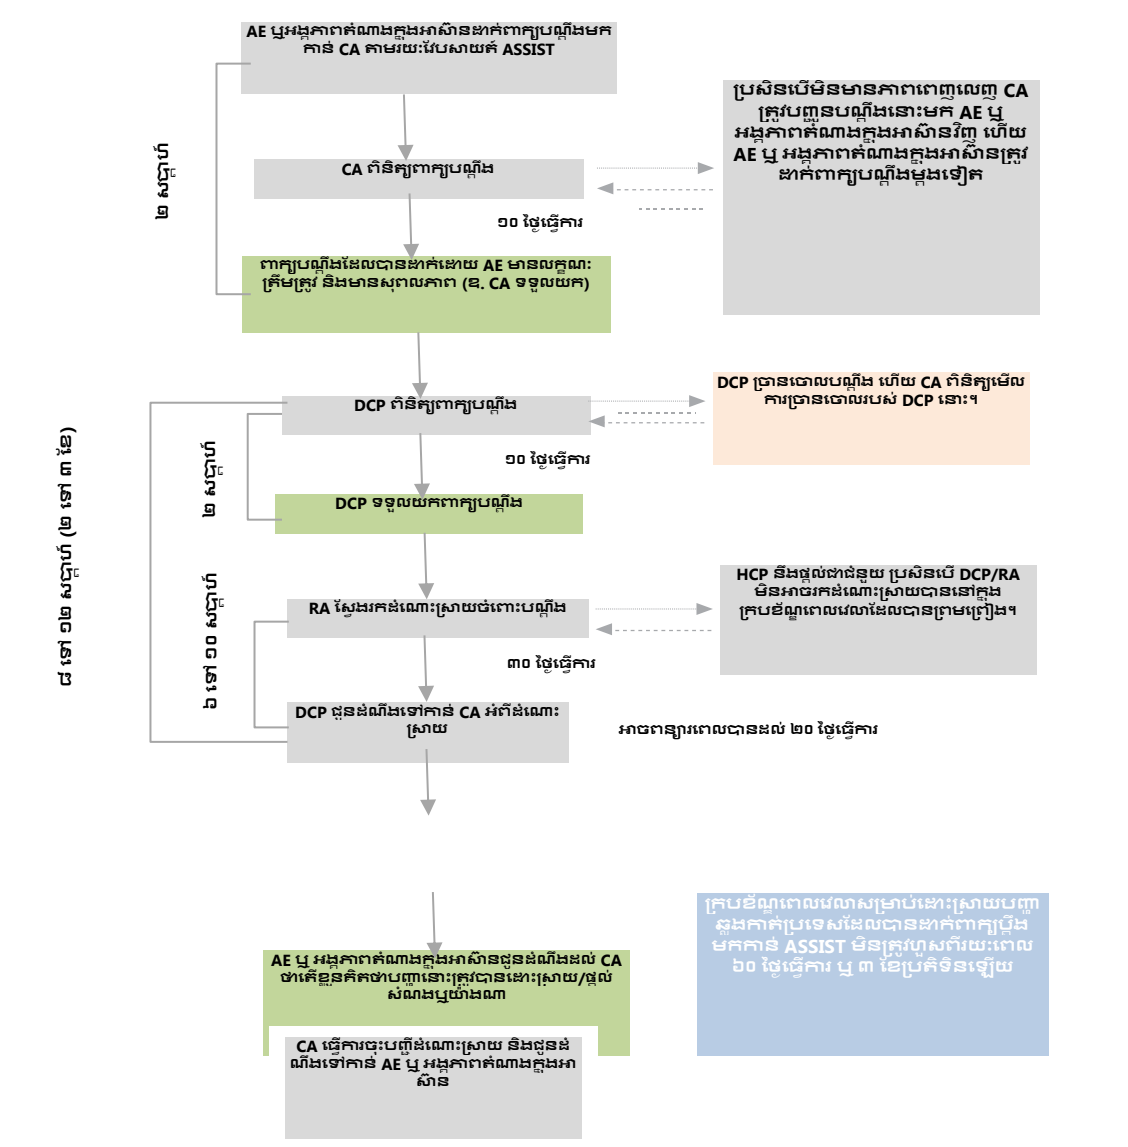 AE ឬអង្គភាពតំណាងក្នុងអាស៊ានដាក់ពាក្យបណ្តឹងមក
កាន់ CA តាមរយៈវែបសាយត៍ ASSIST
ប្រសិនបើមិនមានភាពពេញលេញ CA
ត្រូវបញ្ជូនបណ្តឹងនោះមក AE ឬ
អង្គភាពតំណាងក្នុងអាស៊ានវិញ ហើយ
AE ឬ អង្គភាពតំណាងក្នុងអាស៊ានត្រូវ
ដាក់ពាក្យបណ្តឹងម្តងទៀត
២ សប្តាហ៍
CA ពិនិត្យពាក្យបណ្តឹង
១០ ថ្ងៃធ្វើការ
ពាក្យបណ្តឹងដែលបានដាក់ដោយ AE មានលក្ខណៈ
ត្រឹមត្រូវ និងមានសុពលភាព (ឧ. CA ទទួលយក)
DCP ពិនិត្យពាក្យបណ្តឹង
DCP ច្រានចោលបណ្តឹង ហើយ CA ពិនិត្យមើល
ការច្រានចោលរបស់ DCP នោះ។
១០ ថ្ងៃធ្វើការ
២ សប្តាហ៍
៨ ទៅ ១២ សប្តាហ៍ (២ ទៅ ៣ ខែ)
DCP ទទួលយកពាក្យបណ្តឹង
៦ ទៅ ១០ សប្តាហ៍
RA ស្វែងរកដំណោះស្រាយចំពោះបណ្តឹង
HCP នឹងផ្តល់ជាជំនួយ ប្រសិនបើ DCP/RA
មិនអាចរកដំណោះស្រាយបាននៅក្នុង
ក្របខ័ណ្ឌពេលវេលាដែលបានព្រមព្រៀង។
៣០ ថ្ងៃធ្វើការ
DCP ជូនដំណឹងទៅកាន់ CA អំពីដំណោះ
ស្រាយ
អាចពន្យារពេលបានដល់ ២០ ថ្ងៃធ្វើការ
ក្របខ័ណ្ឌពេលវេលាសម្រាប់ដោះស្រាយបញ្ហា
ឆ្លងកាត់ប្រទេសដែលបានដាក់ពាក្យប្តឹង
មកកាន់ ASSIST មិនត្រូវហួសពីរយៈពេល
៦០ ថ្ងៃធ្វើការ ឬ ៣ ខែប្រតិទិនឡើយ
AE ឬ អង្គភាពតំណាងក្នុងអាស៊ានជូនដំណឹងដល់ CA
ថាតើខ្លួនគិតថាបញ្ហានោះត្រូវបានដោះស្រាយ/ផ្តល់
សំណងឬយ៉ាងណា
CA ធ្វើការចុះបញ្ជីដំណោះស្រាយ និងជូនដំ
ណឹងទៅកាន់ AE ឬ អង្គភាពតំណាងក្នុងអា
ស៊ាន